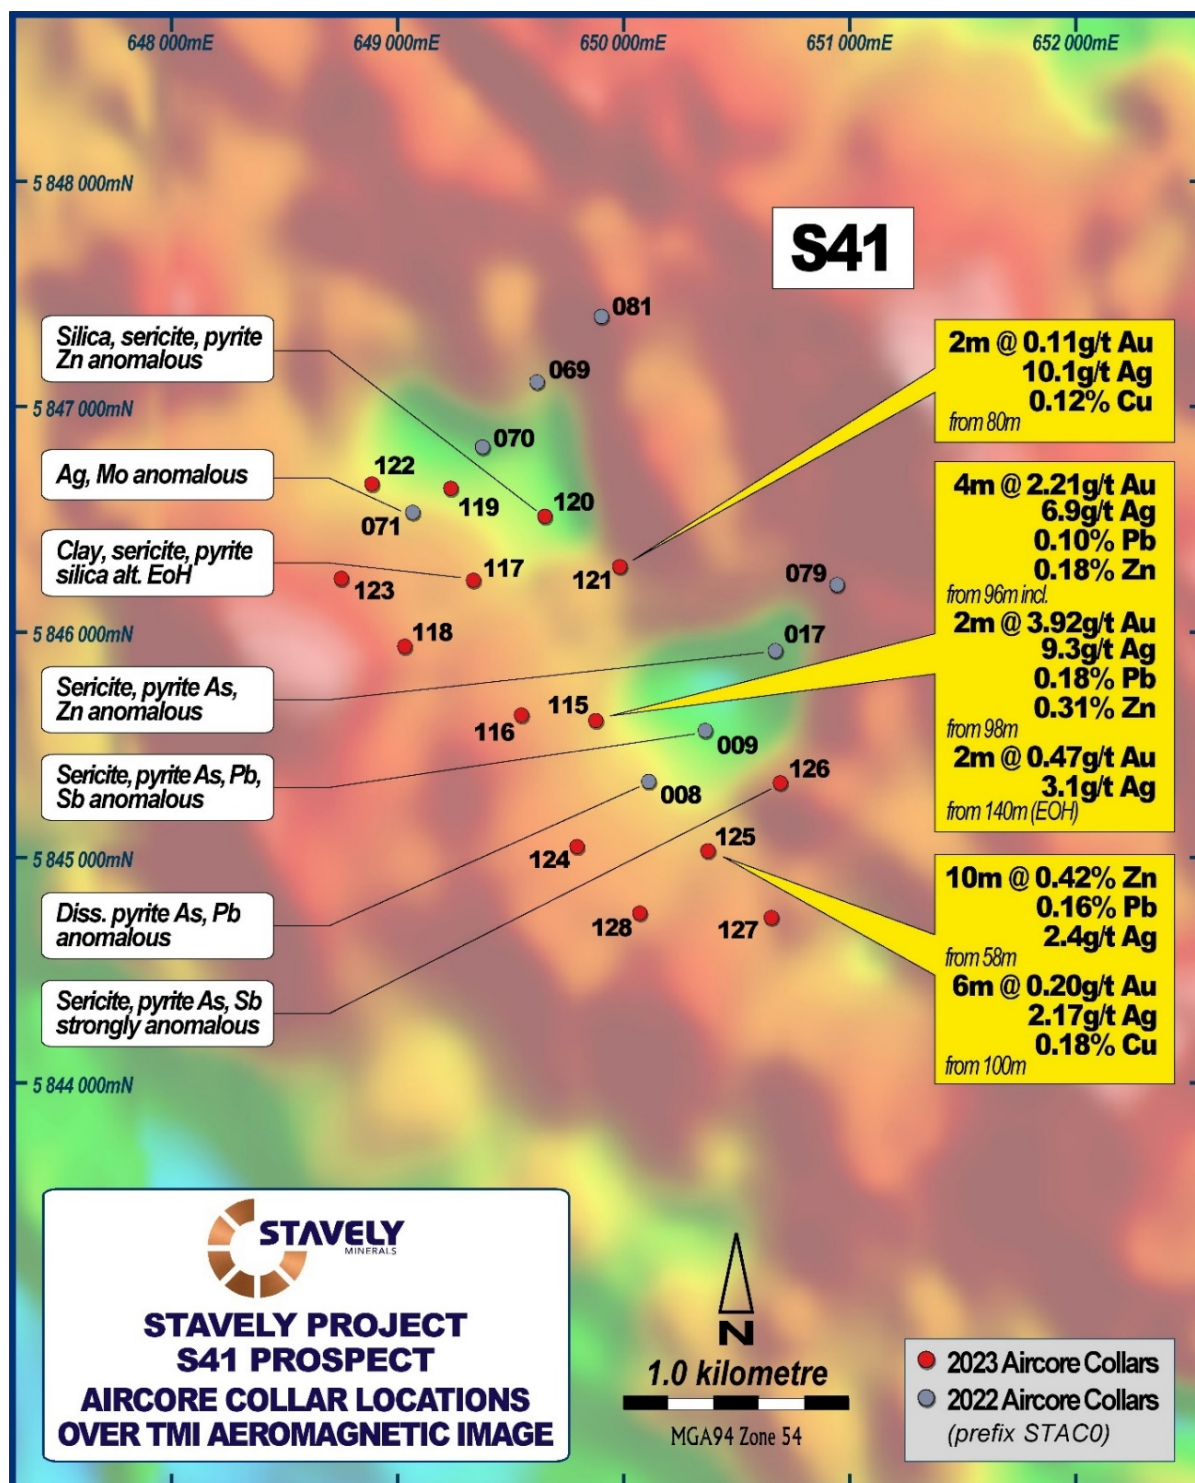 648 000mE
649 000mE
650 000mE
651 000mE
652 000mE
5 848 000mN
S41
081
Silica, sericite, pyrite
Zn anomalous
069
2m @ 0.11g/t Au
10.1g/t Ag
0.12% Cu
from 80m
5 847 000mN
070
Ag, Mo anomalous
122
119
071
120
4m @ 2.21g/t Au
6.9g/t Ag
0.10% Pb
0.18% Zn
from 96m incl.
2m @ 3.92g/t Au
9.3g/t Ag
0.18% Pb
0.31% Zn
from 98m
2m @ 0.47g/t Au
3.1g/t Ag
from 140m (EOH)
Clay, sericite, pyrite
silica alt. EoH
117
121
079
123
5 846 000mN
118
017
Sericite, pyrite As,
Zn anomalous
115
116
009
Sericite, pyrite As, Pb,
Sb anomalous
126
008
125
124
5 845 000mN
10m @ 0.42% Zn
0.16% Pb
2.4g/t Ag
from 58m
6m @ 0.20g/t Au
2.17g/t Ag
0.18% Cu
from 100m
Diss. pyrite As, Pb
anomalous
128
127
Sericite, pyrite As, Sb
strongly anomalous
5 844 000mN
STAVELY
MINERALS
STAVELY PROJECT
S41 PROSPECT
AIRCORE COLLAR LOCATIONS
OVER TMI AEROMAGNETIC IMAGE
N
1.0 kilometre
MGA94 Zone 54
2023 Aircore Collars
2022 Aircore Collars
(prefix STAC0)